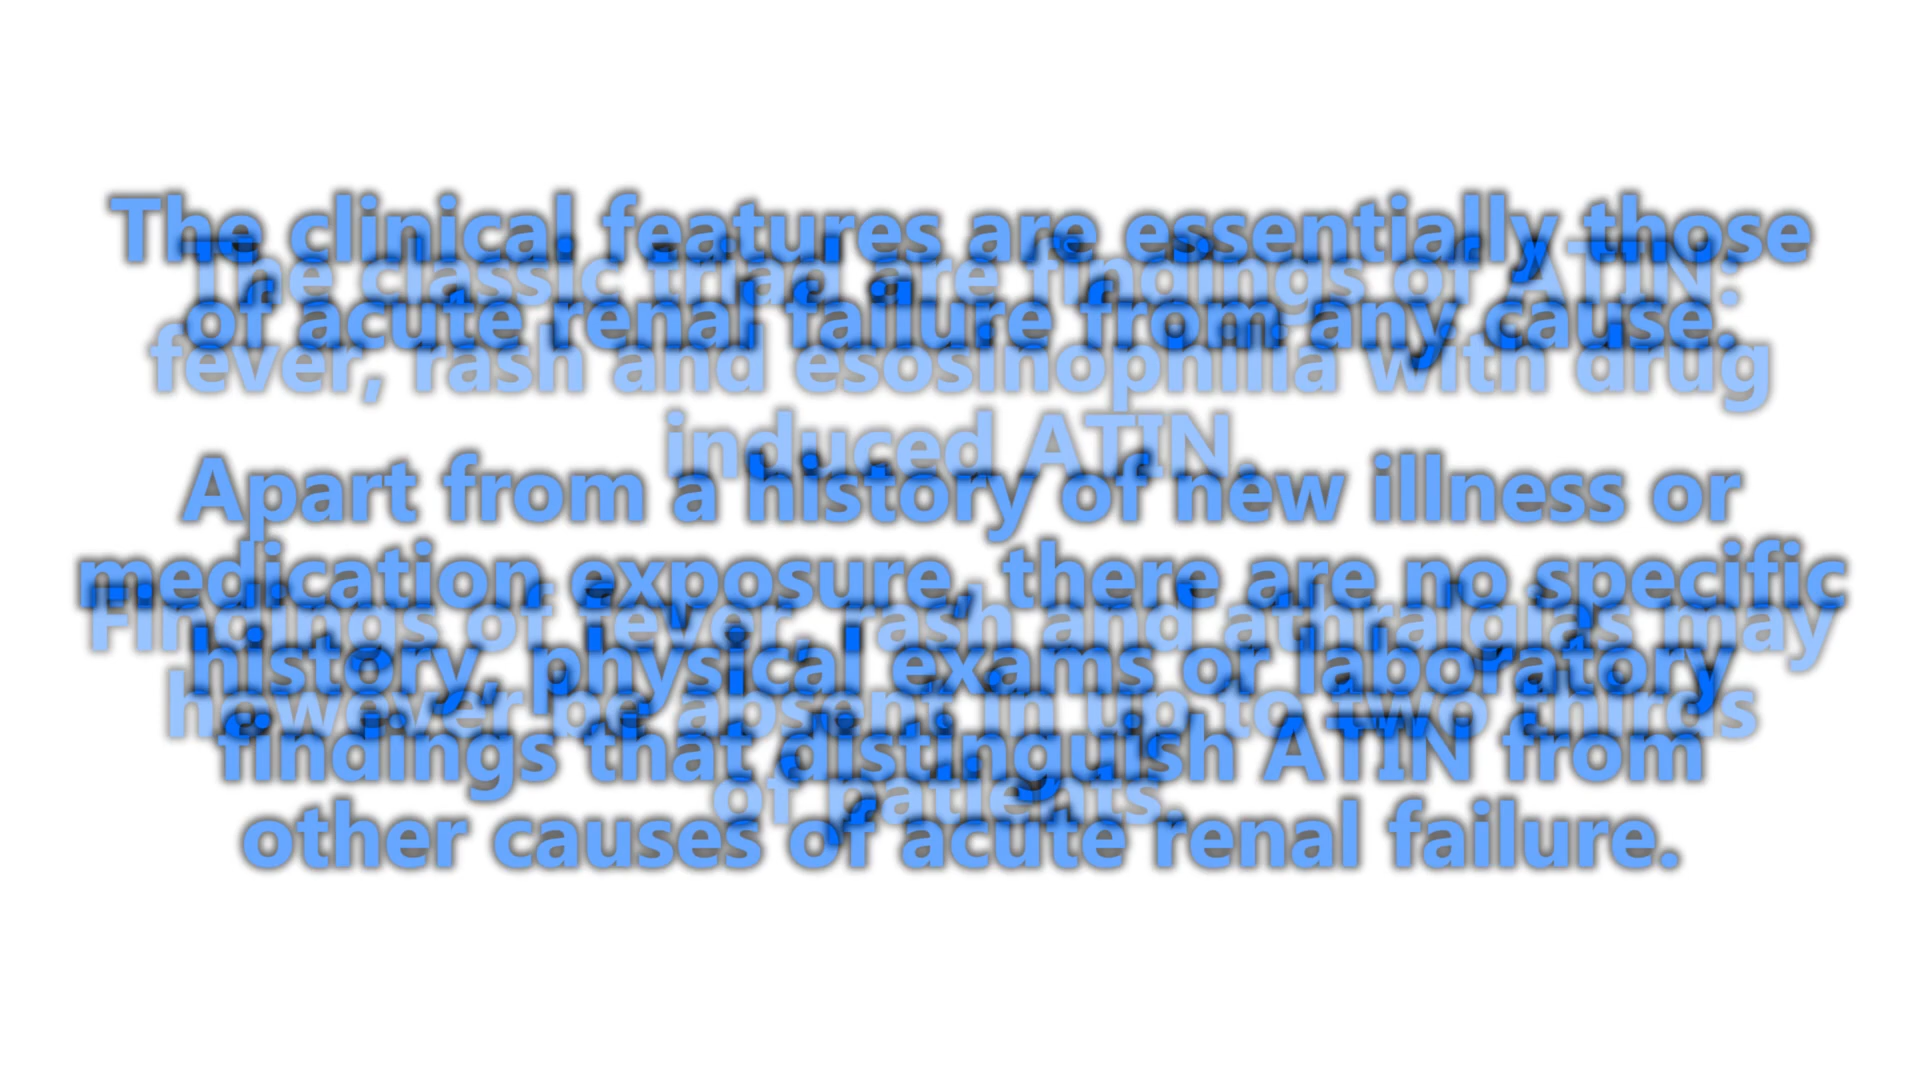 The clinical features are essentially those
of acute renal failure from any cause.
Apart from a history of new illness or
medication exposure, there are no specific
history, physical exams or laboratory
findings that distinguish ATIN from
other causes of acute renal failure.
The classic triad are findings of ATIN:
fever, rash and esosinophilia with drug
induced ATIN.
Findings of fever, rash and athralgias may
however be absent in up to two thirds
of patients.